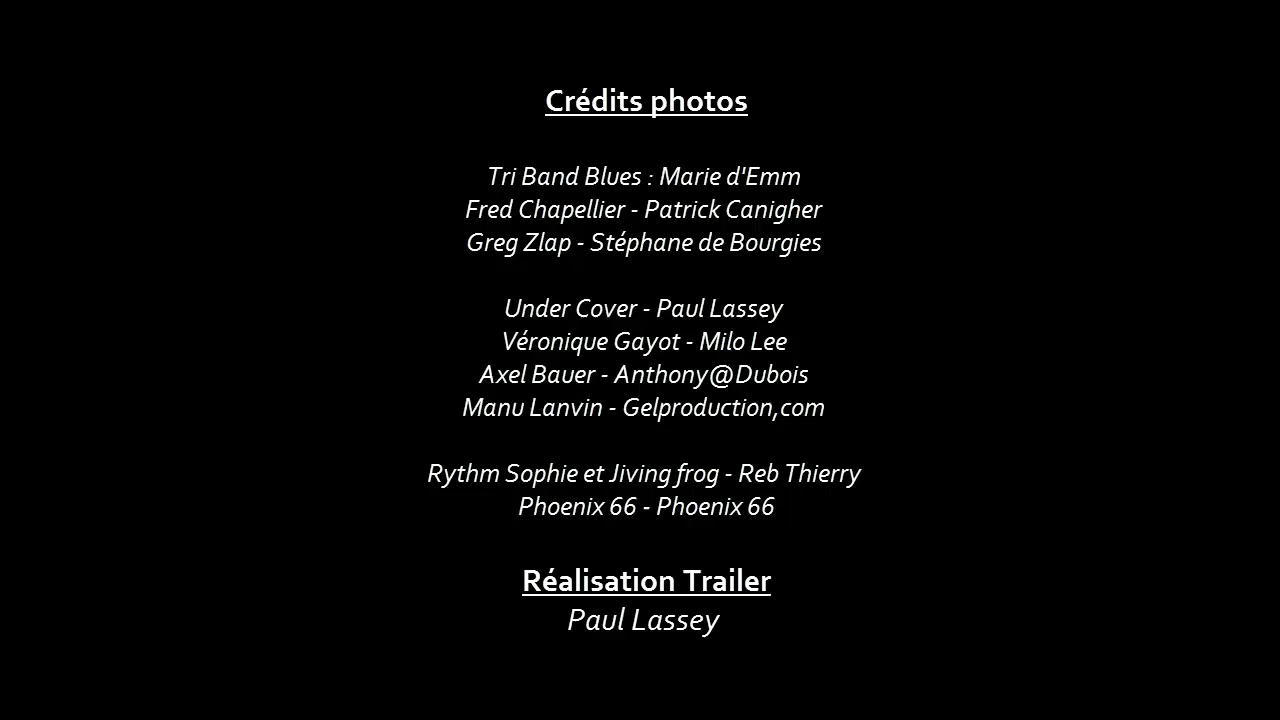 Crédits photos
Tri Band Blues : Marie d'Emm
Fred Chapellier - Patrick Canigher
Greg Zlap - Stéphane de Bourgies
Under Cover - Paul Lassey
Véronique Gayot - Milo Lee
Axel Bauer - Anthony@Dubois
Manu Lanvin - Gelproduction,com
Rythm Sophie et Jiving frog - Reb Thierry
Phoenix 66 - Phoenix 66
Réalisation Trailer
Paul Lassey